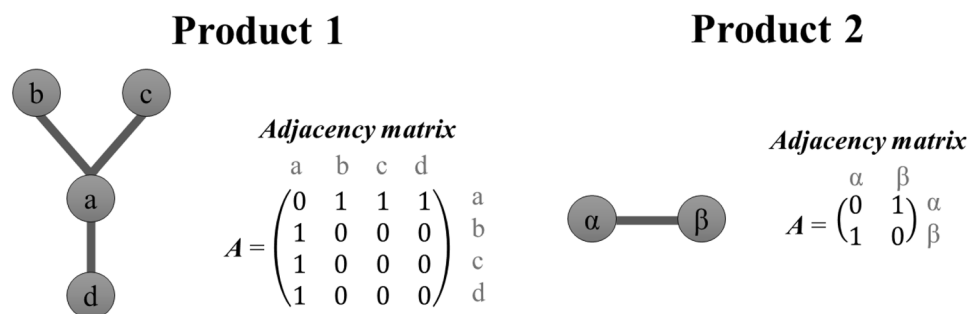 Product 1
b c
a
d
Adjacency matrix
a b c d
A = (0 1 1 1) a
1 0 0 0 b
1 0 0 0 c
1 0 0 0 d
Product 2
α β
Adjacency matrix
α β
A = (0 1) α
1 0 β